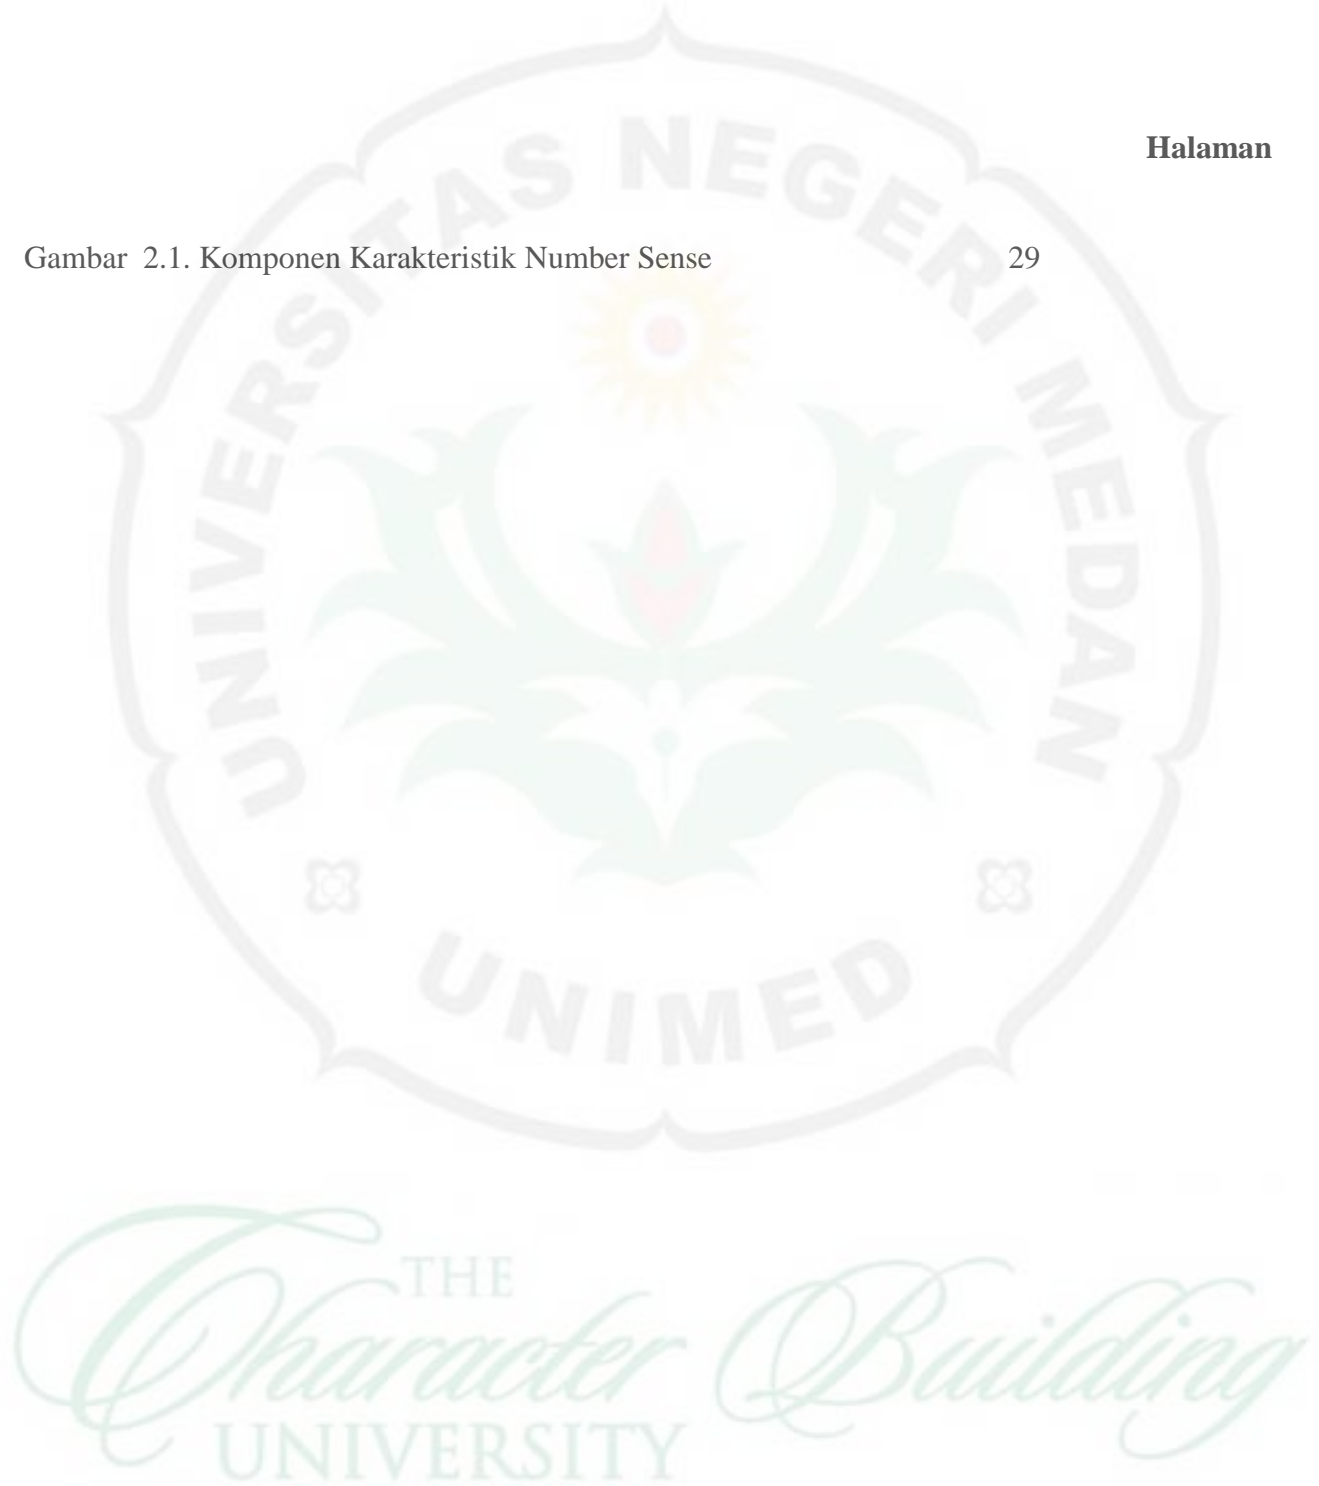 Halaman
Gambar 2.1. Komponen Karakteristik Number Sense 29
UNIVERSITAS NEGERI MEDAN
UNIMED
THE
Character Building
UNIVERSITY